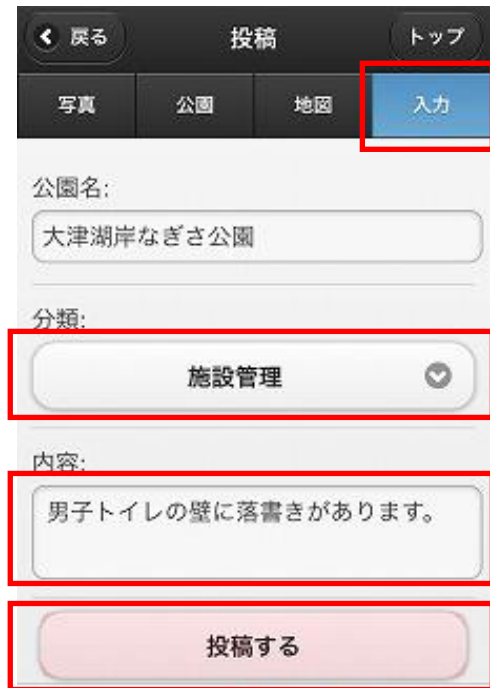 戻る 投稿 トップ
写真 公園 地図 入力
公園名:
大津湖岸なぎさ公園
分類:
施設管理
内容:
男子トイレの壁に落書きがあります。
投稿する